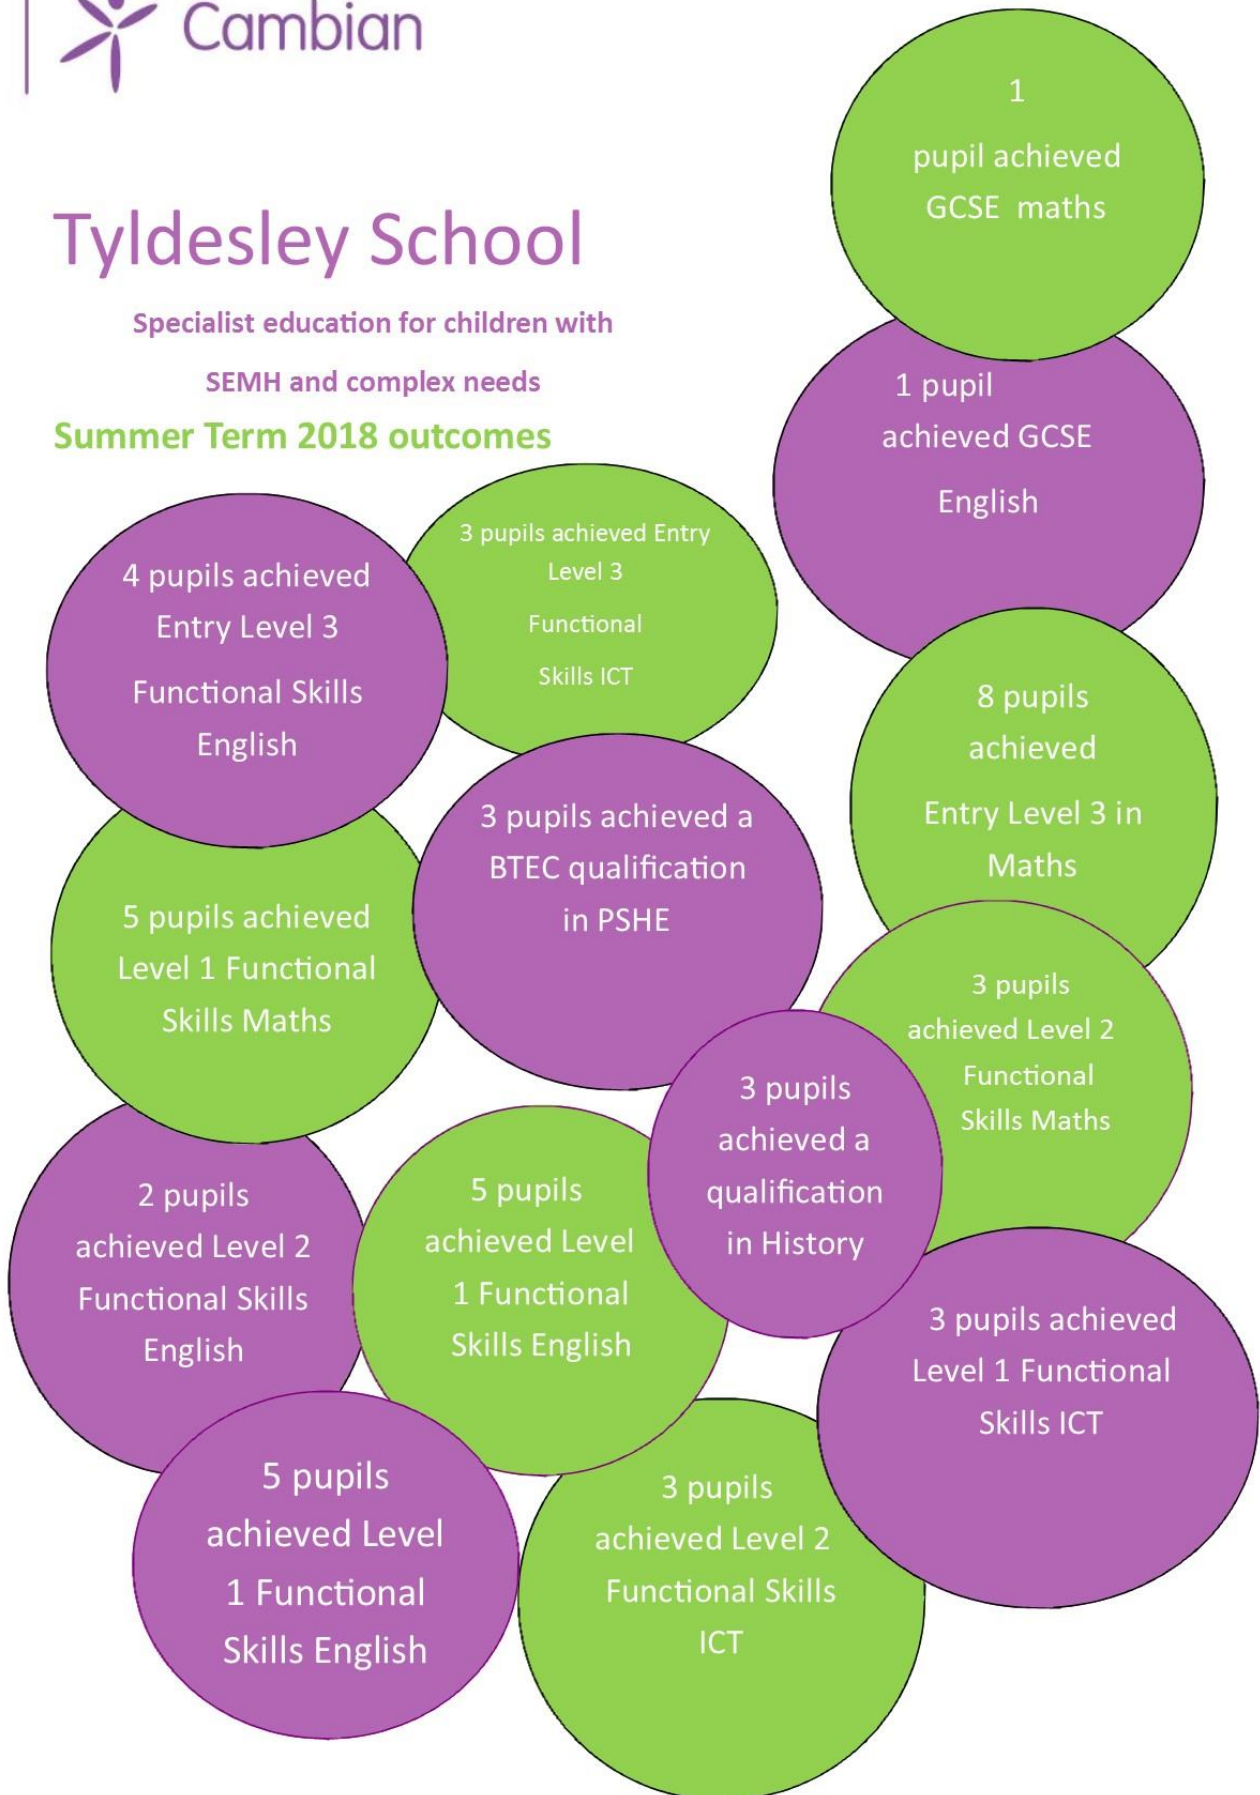 Cambian
Tyldesley School
Specialist education for children with
SEMH and complex needs
Summer Term 2018 outcomes
1
pupil achieved
GCSE maths
1 pupil
achieved GCSE
English
4 pupils achieved
Entry Level 3
Functional Skills
English
3 pupils achieved Entry
Level 3
Functional
Skills ICT
8 pupils
achieved
Entry Level 3 in
Maths
3 pupils achieved a
BTEC qualification
in PSHE
5 pupils achieved
Level 1 Functional
Skills Maths
3 pupils
achieved Level 2
Functional
Skills Maths
3 pupils
achieved a
qualification
in History
2 pupils
achieved Level 2
Functional Skills
English
5 pupils
achieved Level
1 Functional
Skills English
3 pupils achieved
Level 1 Functional
Skills ICT
5 pupils
achieved Level
1 Functional
Skills English
3 pupils
achieved Level 2
Functional Skills
ICT